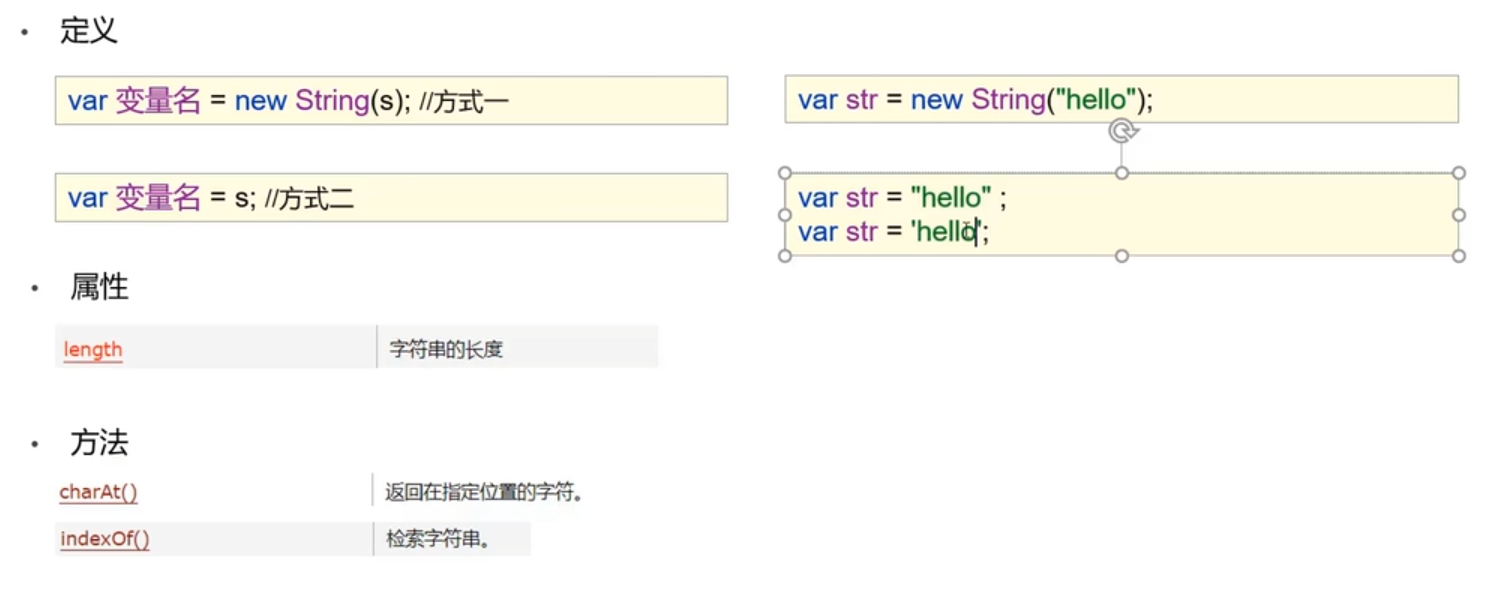 定义
var 变量名 = new String(s); //方式一
var str = new String("hello");
var 变量名 = s; //方式二
var str = "hello" ;
var str = 'hello';
属性
length 字符串的长度
方法
charAt() 返回在指定位置的字符。
indexOf() 检索字符串。